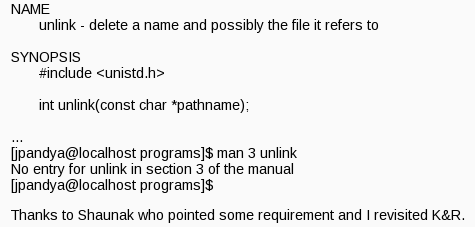 NAME
unlink - delete a name and possibly the file it refers to
SYNOPSIS
#include <unistd.h>
int unlink(const char *pathname);
...
[jpandya@localhost programs]$ man 3 unlink
No entry for unlink in section 3 of the manual
[jpandya@localhost programs]$
Thanks to Shaunak who pointed some requirement and I revisited K&R.